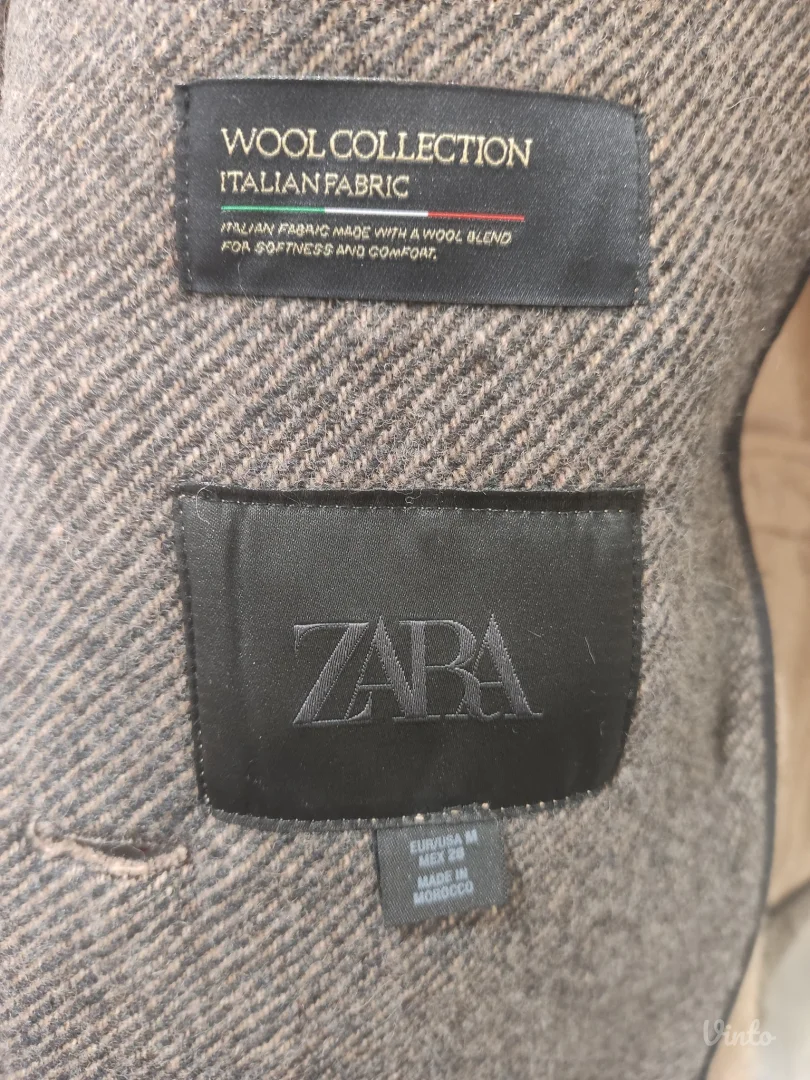 WOOL COLLECTION
ITALIAN FABRIC
ITALIAN FABRIC MADE WITH A WOOL BLEND
FOR SOFTNESS AND COMFORT.
ZARA
EUR/USA M
MEX 28
MADE IN
MOROCCO
Vinto